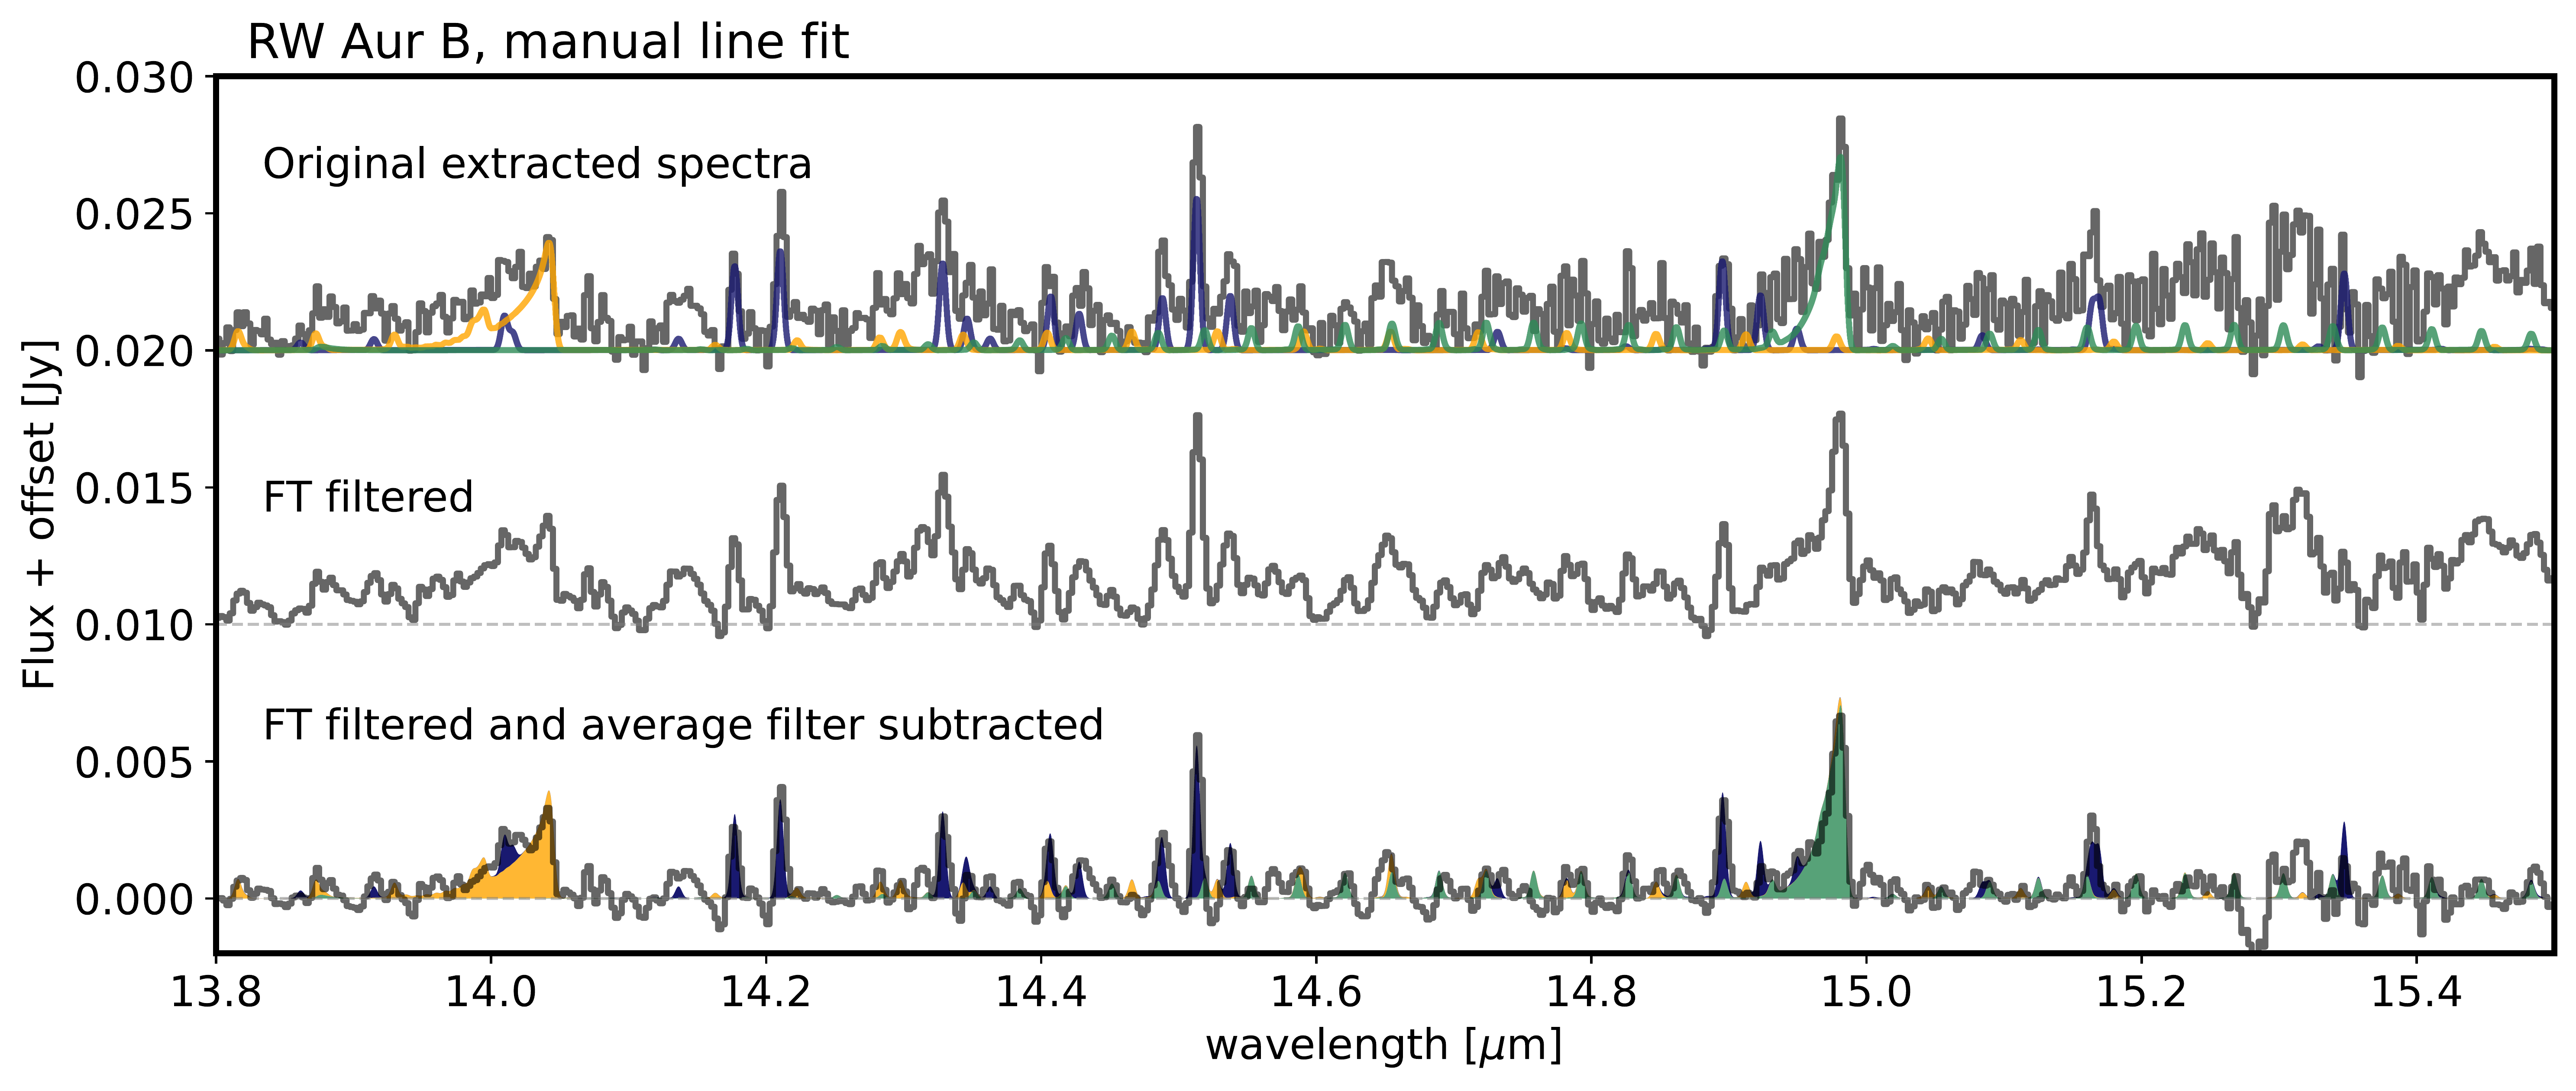 RW Aur B, manual line fit
0.030
0.025
0.020
0.015
0.010
0.005
0.000
Flux + offset [Jy]
Original extracted spectra
FT filtered
FT filtered and average filter subtracted
13.8 14.0 14.2 14.4 14.6 14.8 15.0 15.2 15.4
wavelength [μm]